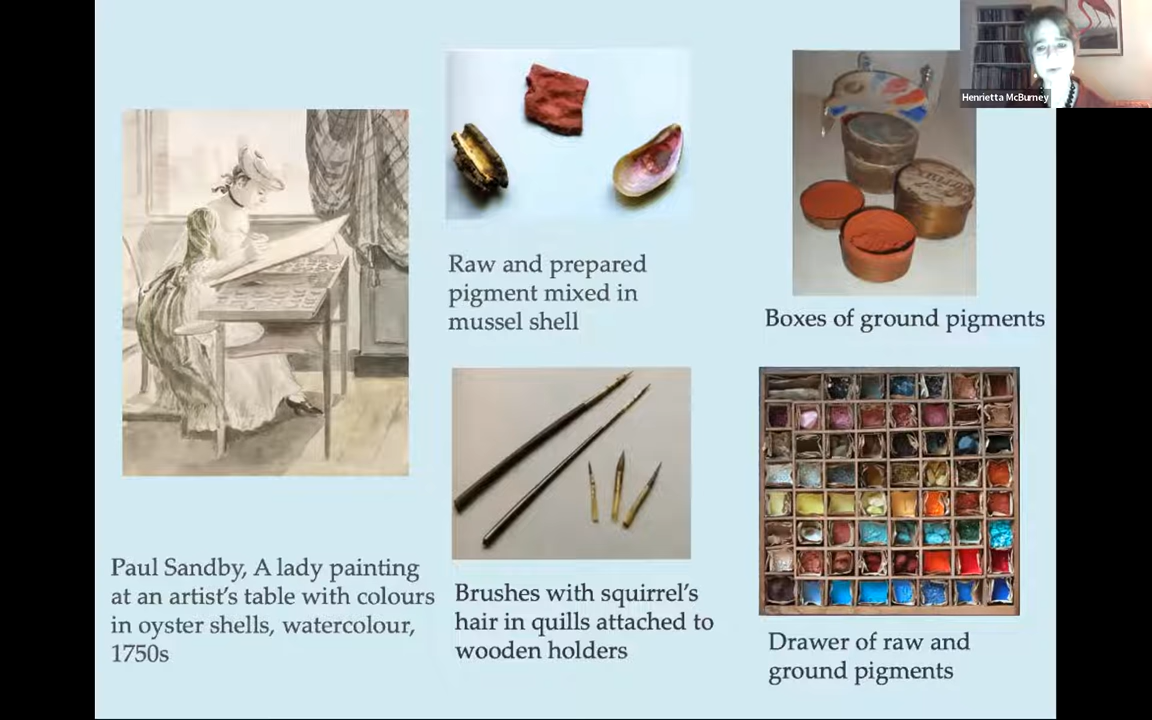 Henrietta McBurney
Raw and prepared
pigment mixed in
mussel shell
Boxes of ground pigments
Paul Sandby, A lady painting
at an artist's table with colours
in oyster shells, watercolour,
1750s
Brushes with squirrel's
hair in quills attached to
wooden holders
Drawer of raw and
ground pigments